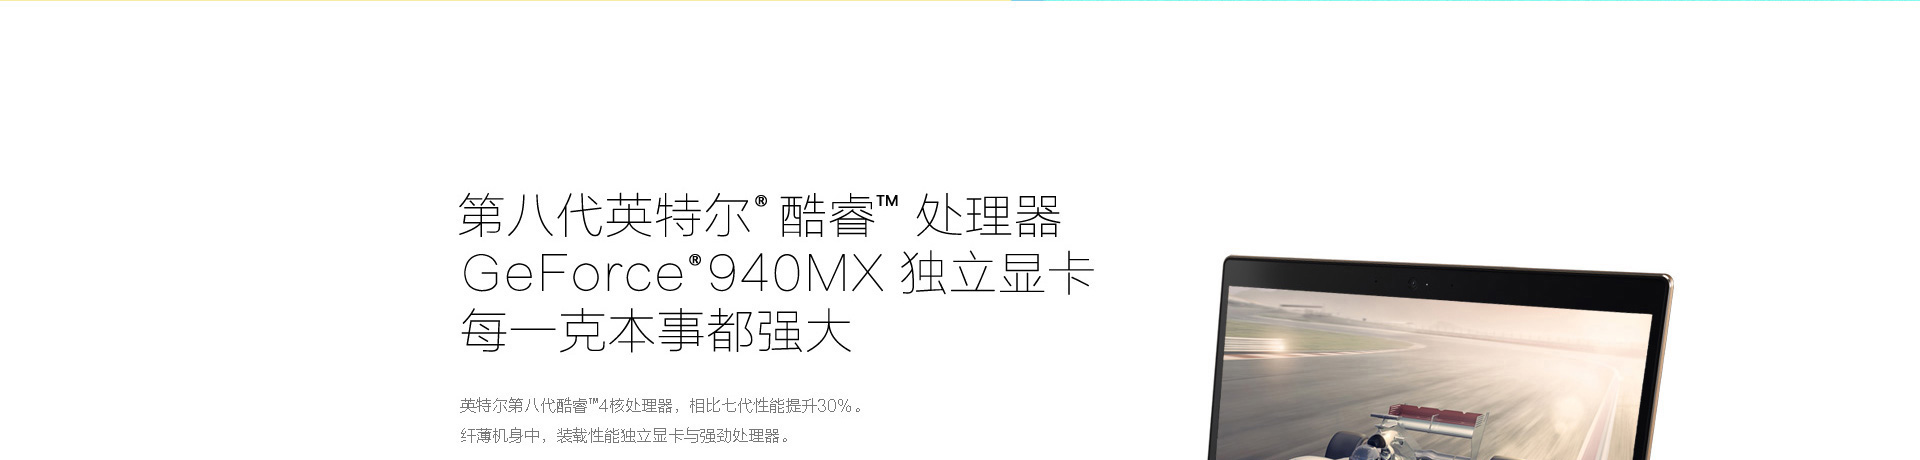 第八代英特尔® 酷睿™ 处理器
GeForce®940MX 独立显卡
每一克本事都强大
英特尔第八代酷睿™4核处理器，相比七代性能提升30%。
纤薄机身中，装载性能独立显卡与强劲处理器。